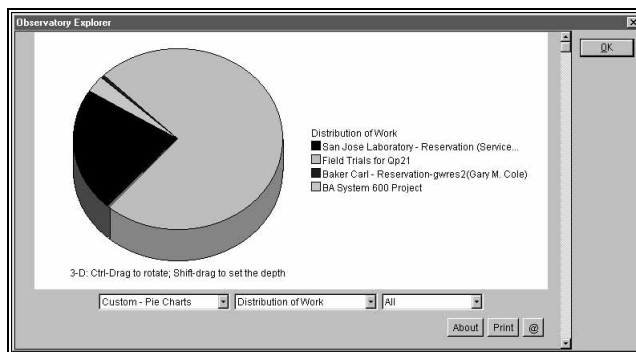 Observatory Explorer
OK
Distribution of Work
San Jose Laboratory - Reservation (Service...
Field Trials for Qp21
Baker Carl - Reservation-gwres2(Gary M. Cole)
BA System 600 Project
3-D: Ctrl-Drag to rotate; Shift-drag to set the depth
Custom - Pie Charts Distribution of Work All
About Print @